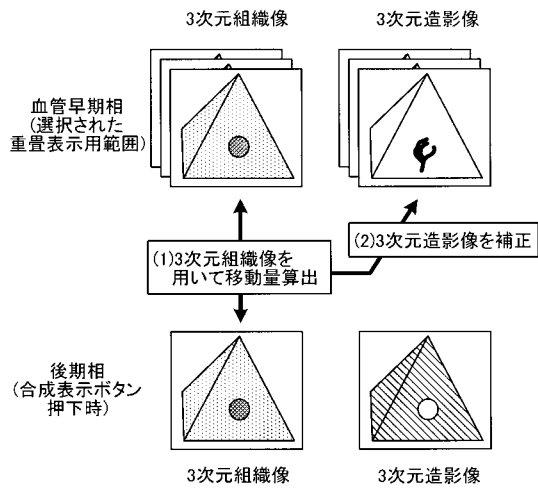 3次元組織像
3次元造影像
血管早期相
(選択された
重畳表示用範囲)
(1)3次元組織像を
用いて移動量算出
(2)3次元造影像を補正
後期相
(合成表示ボタン
押下時)
3次元組織像
3次元造影像